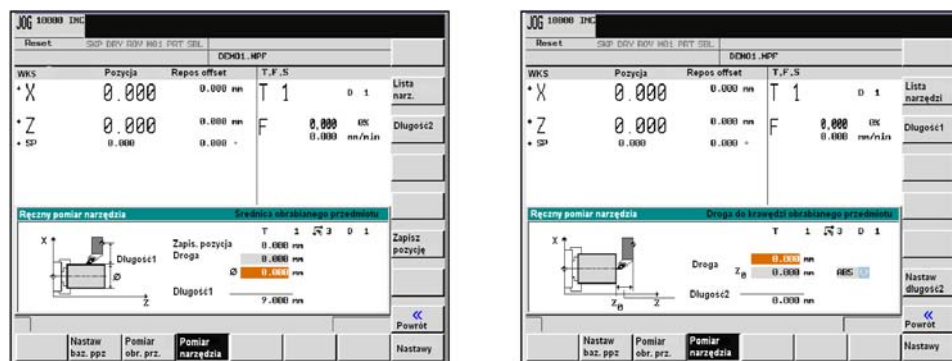 JOG 10000 INC
Reset SKP DRY ROV M01 PRT SBL
DEMO1.MPF
WKS Pozycja Repos offset T,F,S
X 0.000 0.000 mm T 1 D 1
Z 0.000 0.000 mm F 0,000 0%
SP 0.000 0.000 0.000 mm/min
Lista narz.
Długość2
Ręczny pomiar narzędzia Średnica obrabianego przedmiotu
T 1 3 D 1
X Długość1 Ø Z
Zapis. pozycja 0.000 mm
Droga 0.000 mm
Ø 0.000 mm
Długość1 9.000 mm
Zapisz pozycję
« Powrót
Nastaw baz. ppz
Pomiar obr. prz.
Pomiar narzędzia
Nastawy
JOG 10000 INC
Reset SKP DRY ROV M01 PRT SBL
DEMO1.MPF
WKS Pozycja Repos offset T,F,S
X 0.000 0.000 mm T 1 D 1
Z 0.000 0.000 mm F 0,000 0%
SP 0.000 0.000 0.000 mm/min
Lista narzędzi
Długość1
Ręczny pomiar narzędzia Droga do krawędzi obrabianego przedmiotu
T 1 3 D 1
X Z0 Z
Droga 0.000 mm
Z0 0.000 mm ABS
Długość2 0.000 mm
Nastaw długość2
« Powrót
Nastaw baz. ppz
Pomiar obr. prz.
Pomiar narzędzia
Nastawy